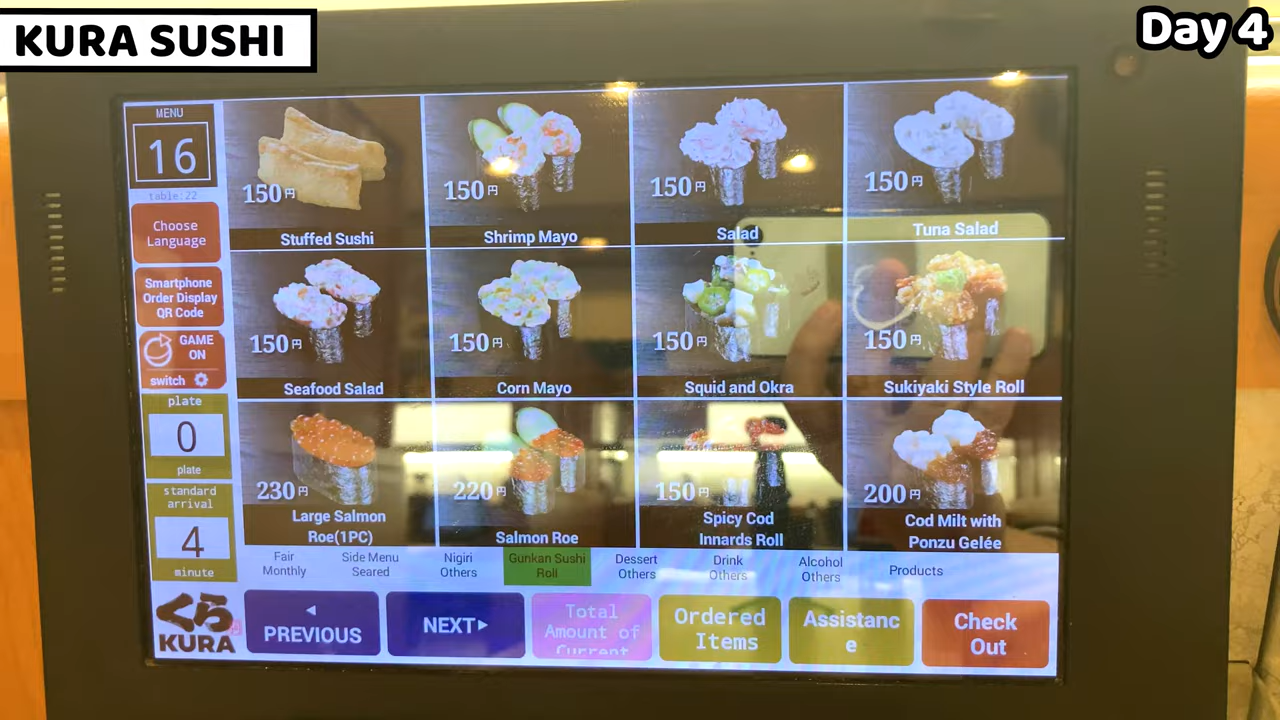 KURA SUSHI
Day 4
MENU
16
table:22
Choose
Language
Smartphone
Order Display
QR Code
GAME
ON
switch
plate
0
plate
standard
arrival
4
minute
くら
KURA
150円
Stuffed Sushi
150円
Shrimp Mayo
150円
Salad
150円
Tuna Salad
150円
Seafood Salad
150円
Corn Mayo
150円
Squid and Okra
150円
Sukiyaki Style Roll
230円
Large Salmon
Roe(1PC)
220円
Salmon Roe
150円
Spicy Cod
Innards Roll
200円
Cod Milt with
Ponzu Gelée
Fair
Monthly
Side Menu
Seared
Nigiri
Others
Gunkan Sushi
Roll
Dessert
Others
Drink
Others
Alcohol
Others
Products
◀
PREVIOUS
NEXT▶
Total
Amount of
Current
Ordered
Items
Assistanc
e
Check
Out